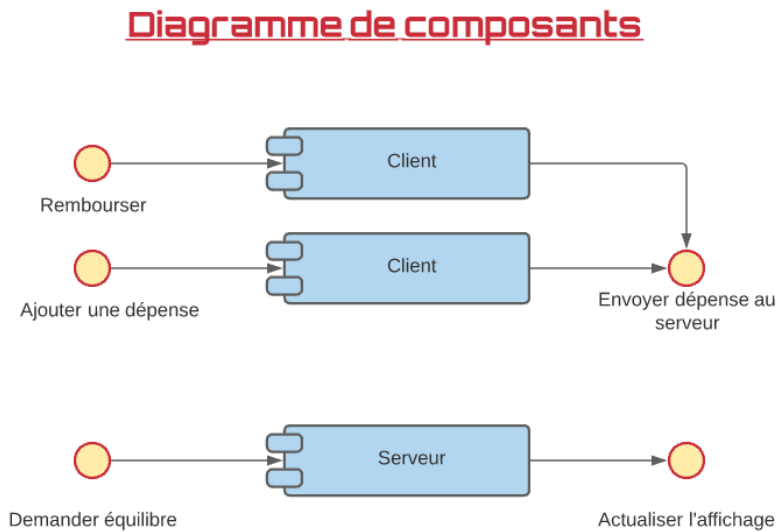 Diagramme de composants
Client
Rembourser
Client
Ajouter une dépense
Envoyer dépense au
serveur
Serveur
Demander équilibre
Actualiser l'affichage